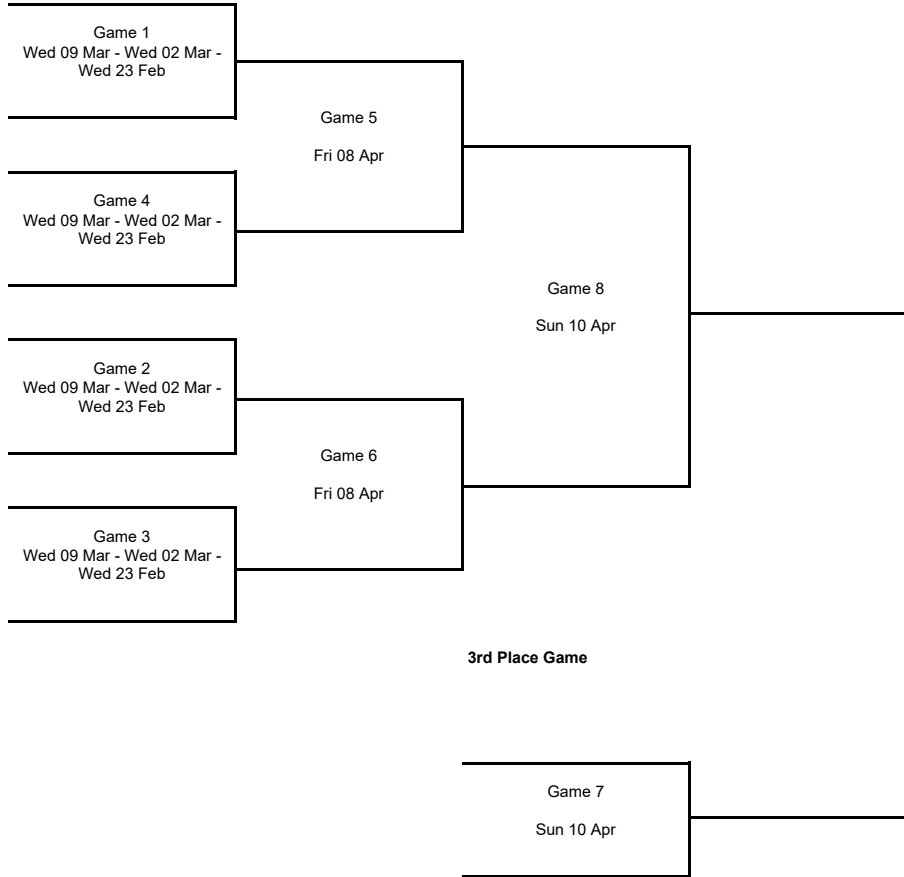 Game 1
Wed 09 Mar - Wed 02 Mar -
Wed 23 Feb
Game 5
Fri 08 Apr
Game 4
Wed 09 Mar - Wed 02 Mar -
Wed 23 Feb
Game 8
Sun 10 Apr
Game 2
Wed 09 Mar - Wed 02 Mar -
Wed 23 Feb
Game 6
Fri 08 Apr
Game 3
Wed 09 Mar - Wed 02 Mar -
Wed 23 Feb
3rd Place Game
Game 7
Sun 10 Apr